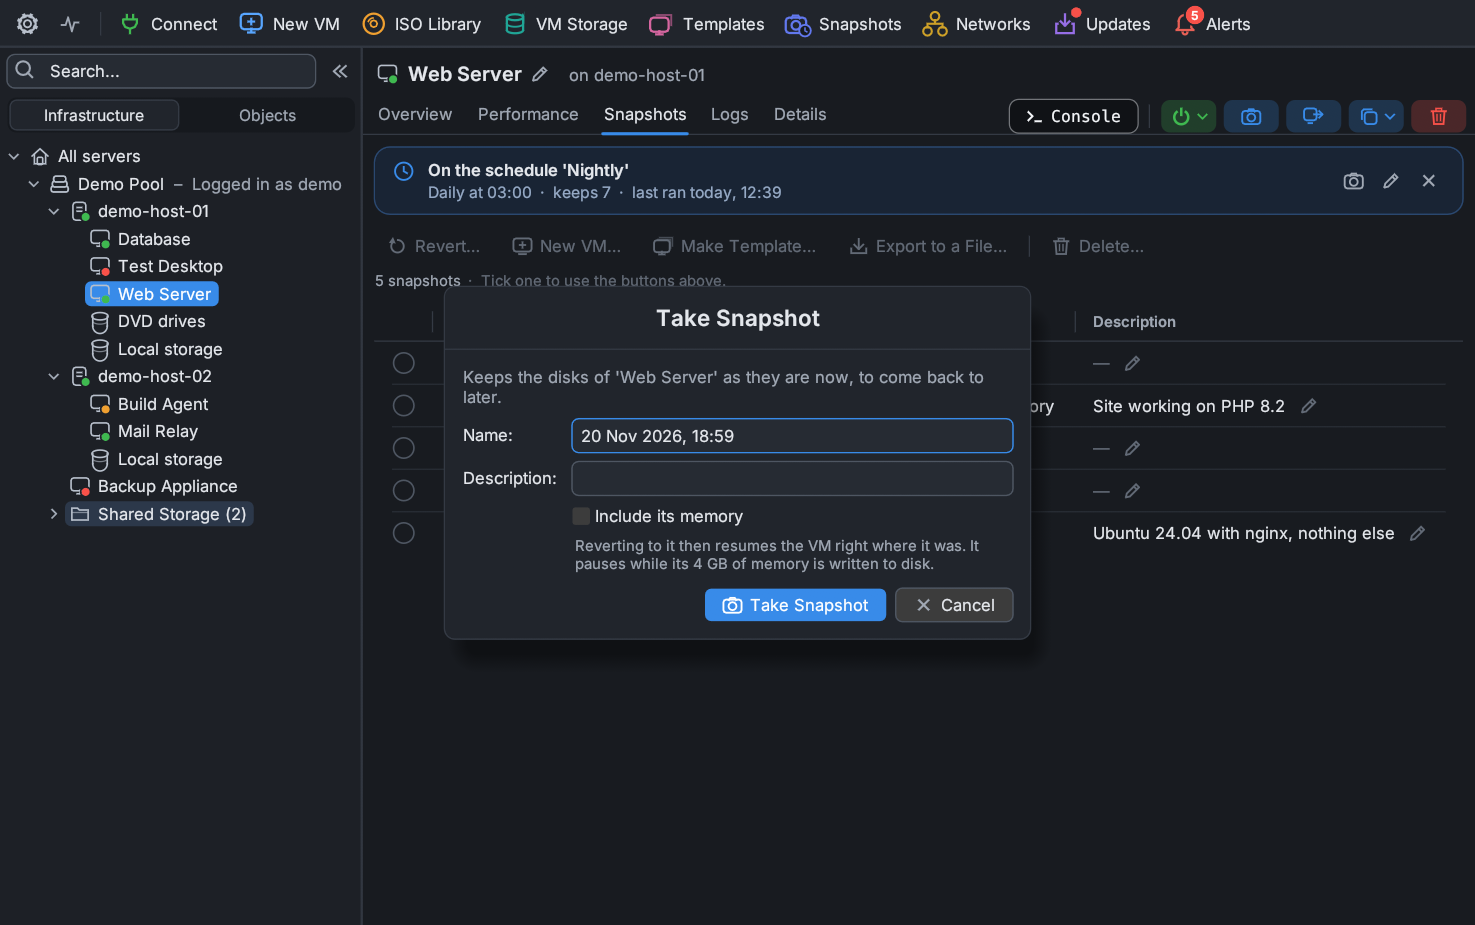 Connect
New VM
ISO Library
VM Storage
Templates
Snapshots
Networks
Updates
5
Alerts
Search...
Infrastructure
Objects
All servers
Demo Pool – Logged in as demo
demo-host-01
Database
Test Desktop
Web Server
DVD drives
Local storage
demo-host-02
Build Agent
Mail Relay
Local storage
Backup Appliance
Shared Storage (2)
Web Server
on demo-host-01
Overview
Performance
Snapshots
Logs
Details
>_ Console
On the schedule 'Nightly'
Daily at 03:00 · keeps 7 · last ran today, 12:39
Revert...
New VM...
Make Template...
Export to a File...
Delete...
5 snapshots · Tick one to use the buttons above.
Description
—
ory
Site working on PHP 8.2
—
—
Ubuntu 24.04 with nginx, nothing else
Take Snapshot
Keeps the disks of 'Web Server' as they are now, to come back to
later.
Name:
20 Nov 2026, 18:59
Description:
Include its memory
Reverting to it then resumes the VM right where it was. It
pauses while its 4 GB of memory is written to disk.
Take Snapshot
Cancel